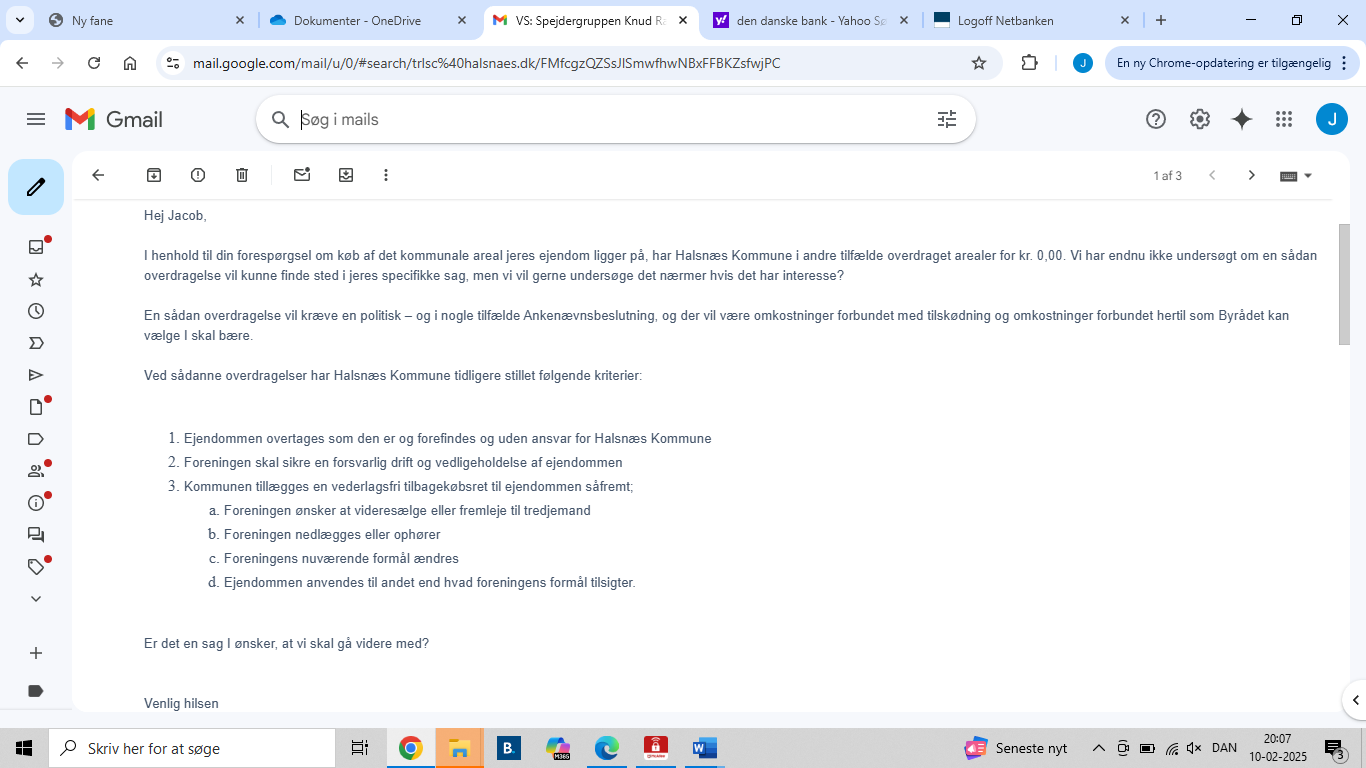 Ny fane
Dokumenter - OneDrive
VS: Spejdergruppen Knud Ra
den danske bank - Yahoo Sø
Logoff Netbanken
mail.google.com/mail/u/0/#search/trlsc%40halsnaes.dk/FMfcgzQZSsJlSmwfhwNBxFFBKZsfwjPC
J
En ny Chrome-opdatering er tilgængelig
Gmail
Søg i mails
J
1 af 3
Hej Jacob,
I henhold til din forespørgsel om køb af det kommunale areal jeres ejendom ligger på, har Halsnæs Kommune i andre tilfælde overdraget arealer for kr. 0,00. Vi har endnu ikke undersøgt om en sådan
overdragelse vil kunne finde sted i jeres specifikke sag, men vi vil gerne undersøge det nærmer hvis det har interesse?
En sådan overdragelse vil kræve en politisk – og i nogle tilfælde Ankenævnsbeslutning, og der vil være omkostninger forbundet med tilskødning og omkostninger forbundet hertil som Byrådet kan
vælge I skal bære.
Ved sådanne overdragelser har Halsnæs Kommune tidligere stillet følgende kriterier:
1. Ejendommen overtages som den er og forefindes og uden ansvar for Halsnæs Kommune
2. Foreningen skal sikre en forsvarlig drift og vedligeholdelse af ejendommen
3. Kommunen tillægges en vederlagsfri tilbagekøbsret til ejendommen såfremt;
a. Foreningen ønsker at videresælge eller fremleje til tredjemand
b. Foreningen nedlægges eller ophører
c. Foreningens nuværende formål ændres
d. Ejendommen anvendes til andet end hvad foreningens formål tilsigter.
Er det en sag I ønsker, at vi skal gå videre med?
Venlig hilsen
Skriv her for at søge
B.
M365
Seneste nyt
DAN
20:07
10-02-2025
3